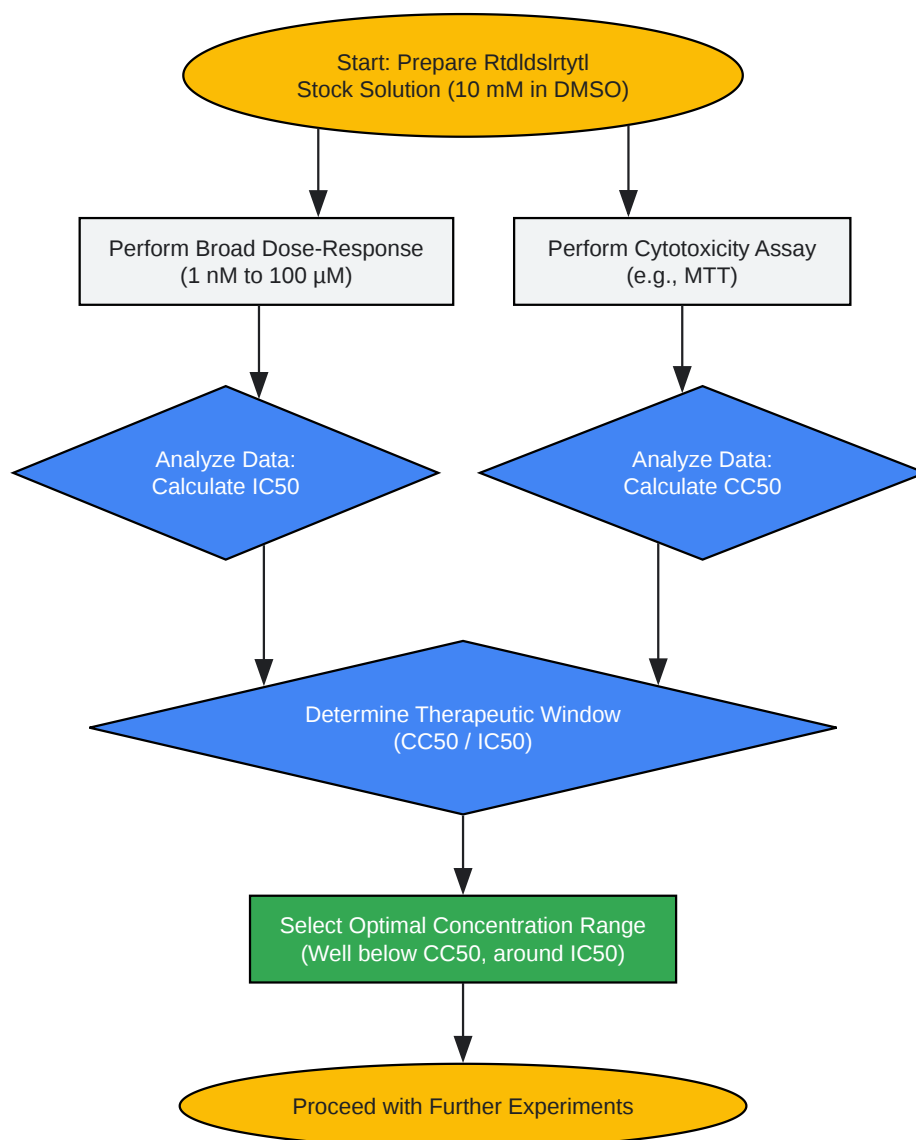 Start: Prepare Rtdldslrtytl
Stock Solution (10 mM in DMSO)
Perform Broad Dose-Response
(1 nM to 100 µM)
Perform Cytotoxicity Assay
(e.g., MTT)
Analyze Data:
Calculate IC50
Analyze Data:
Calculate CC50
Determine Therapeutic Window
(CC50 / IC50)
Select Optimal Concentration Range
(Well below CC50, around IC50)
Proceed with Further Experiments